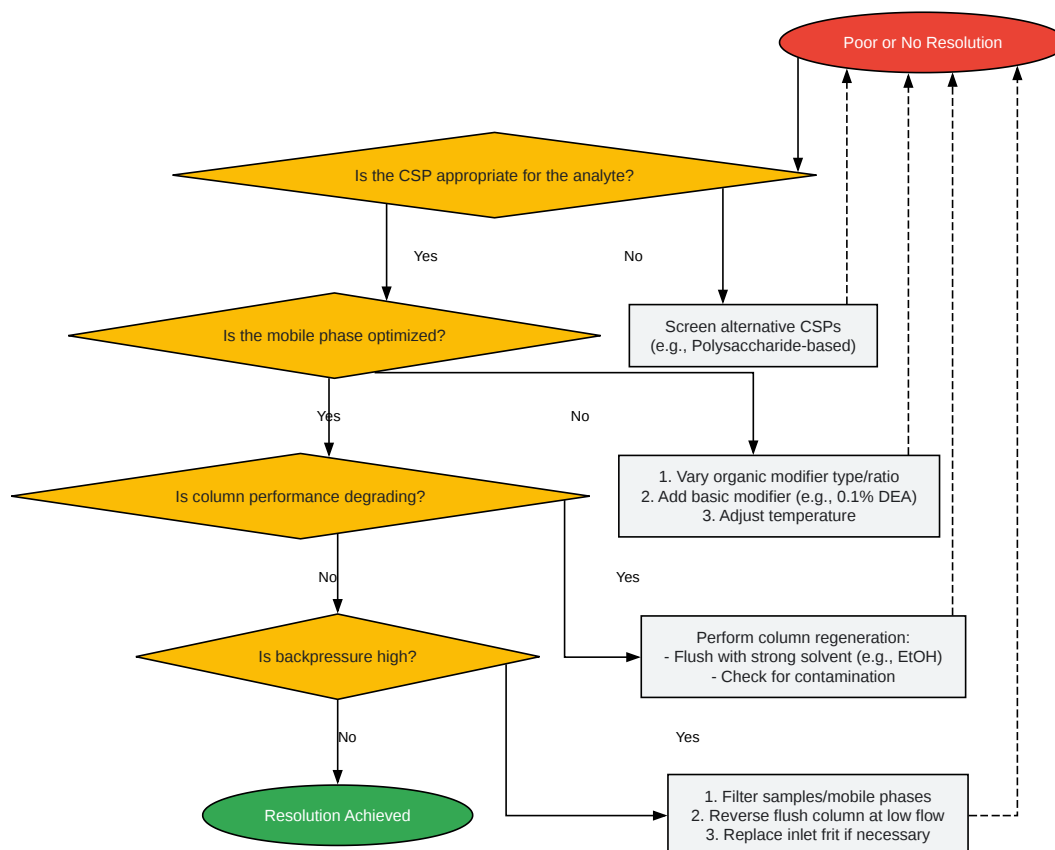 Poor or No Resolution
Is the CSP appropriate for the analyte?
Yes
No
Is the mobile phase optimized?
Screen alternative CSPs
(e.g., Polysaccharide-based)
Yes
No
Is column performance degrading?
1. Vary organic modifier type/ratio
2. Add basic modifier (e.g., 0.1% DEA)
3. Adjust temperature
No
Yes
Is backpressure high?
Perform column regeneration:
- Flush with strong solvent (e.g., EtOH)
- Check for contamination
No
Yes
Resolution Achieved
1. Filter samples/mobile phases
2. Reverse flush column at low flow
3. Replace inlet frit if necessary